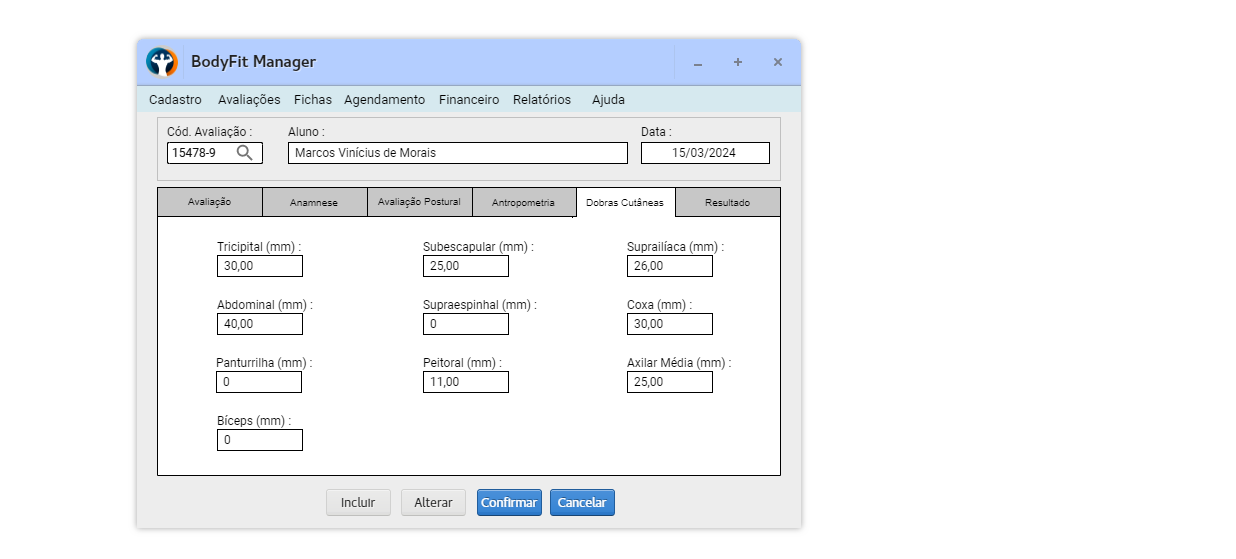 BodyFit Manager
Cadastro Avaliações Fichas Agendamento Financeiro Relatórios Ajuda
Cód. Avaliação : Aluno : Data :
15478-9 Marcos Vinícius de Morais 15/03/2024
Avaliação Anamnese Avaliação Postural Antropometria Dobras Cutâneas Resultado
Tricipital (mm) : Subescapular (mm) : Suprailíaca (mm) :
30,00 25,00 26,00
Abdominal (mm) : Supraespinhal (mm) : Coxa (mm) :
40,00 0 30,00
Panturrilha (mm) : Peitoral (mm) : Axilar Média (mm) :
0 11,00 25,00
Bíceps (mm) :
0
Incluir Alterar Confirmar Cancelar